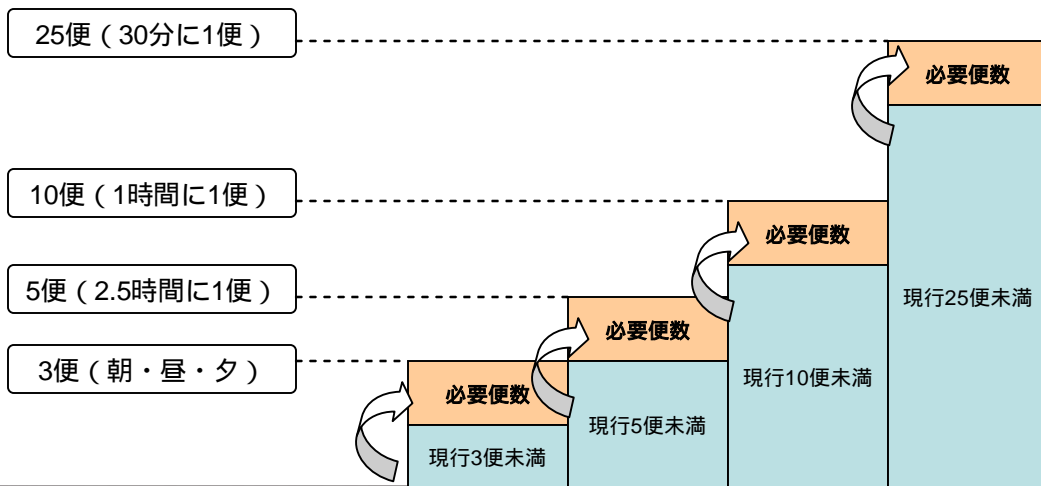 25便（30分に1便）
必要便数
10便（1時間に1便）
必要便数
5便（2.5時間に1便）
現行25便未満
必要便数
3便（朝・昼・夕）
現行10便未満
必要便数
現行5便未満
現行3便未満